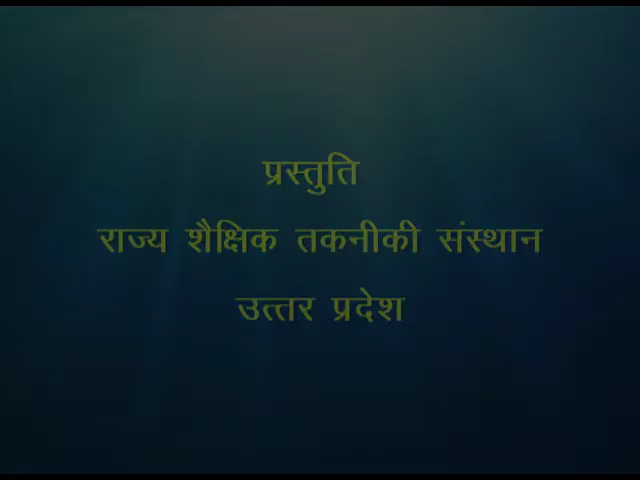 प्रस्तुति
राज्य शैक्षिक तकनीकी संस्थान
उत्तर प्रदेश